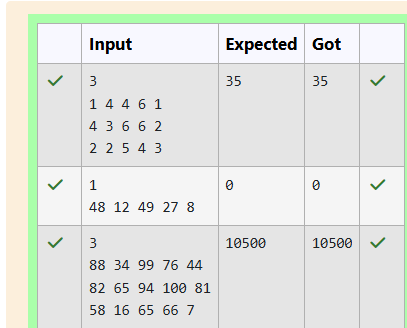 Input Expected Got
3 35 35
1 4 4 6 1
4 3 6 6 2
2 2 5 4 3
1 0 0
48 12 49 27 8
3 10500 10500
88 34 99 76 44
82 65 94 100 81
58 16 65 66 7